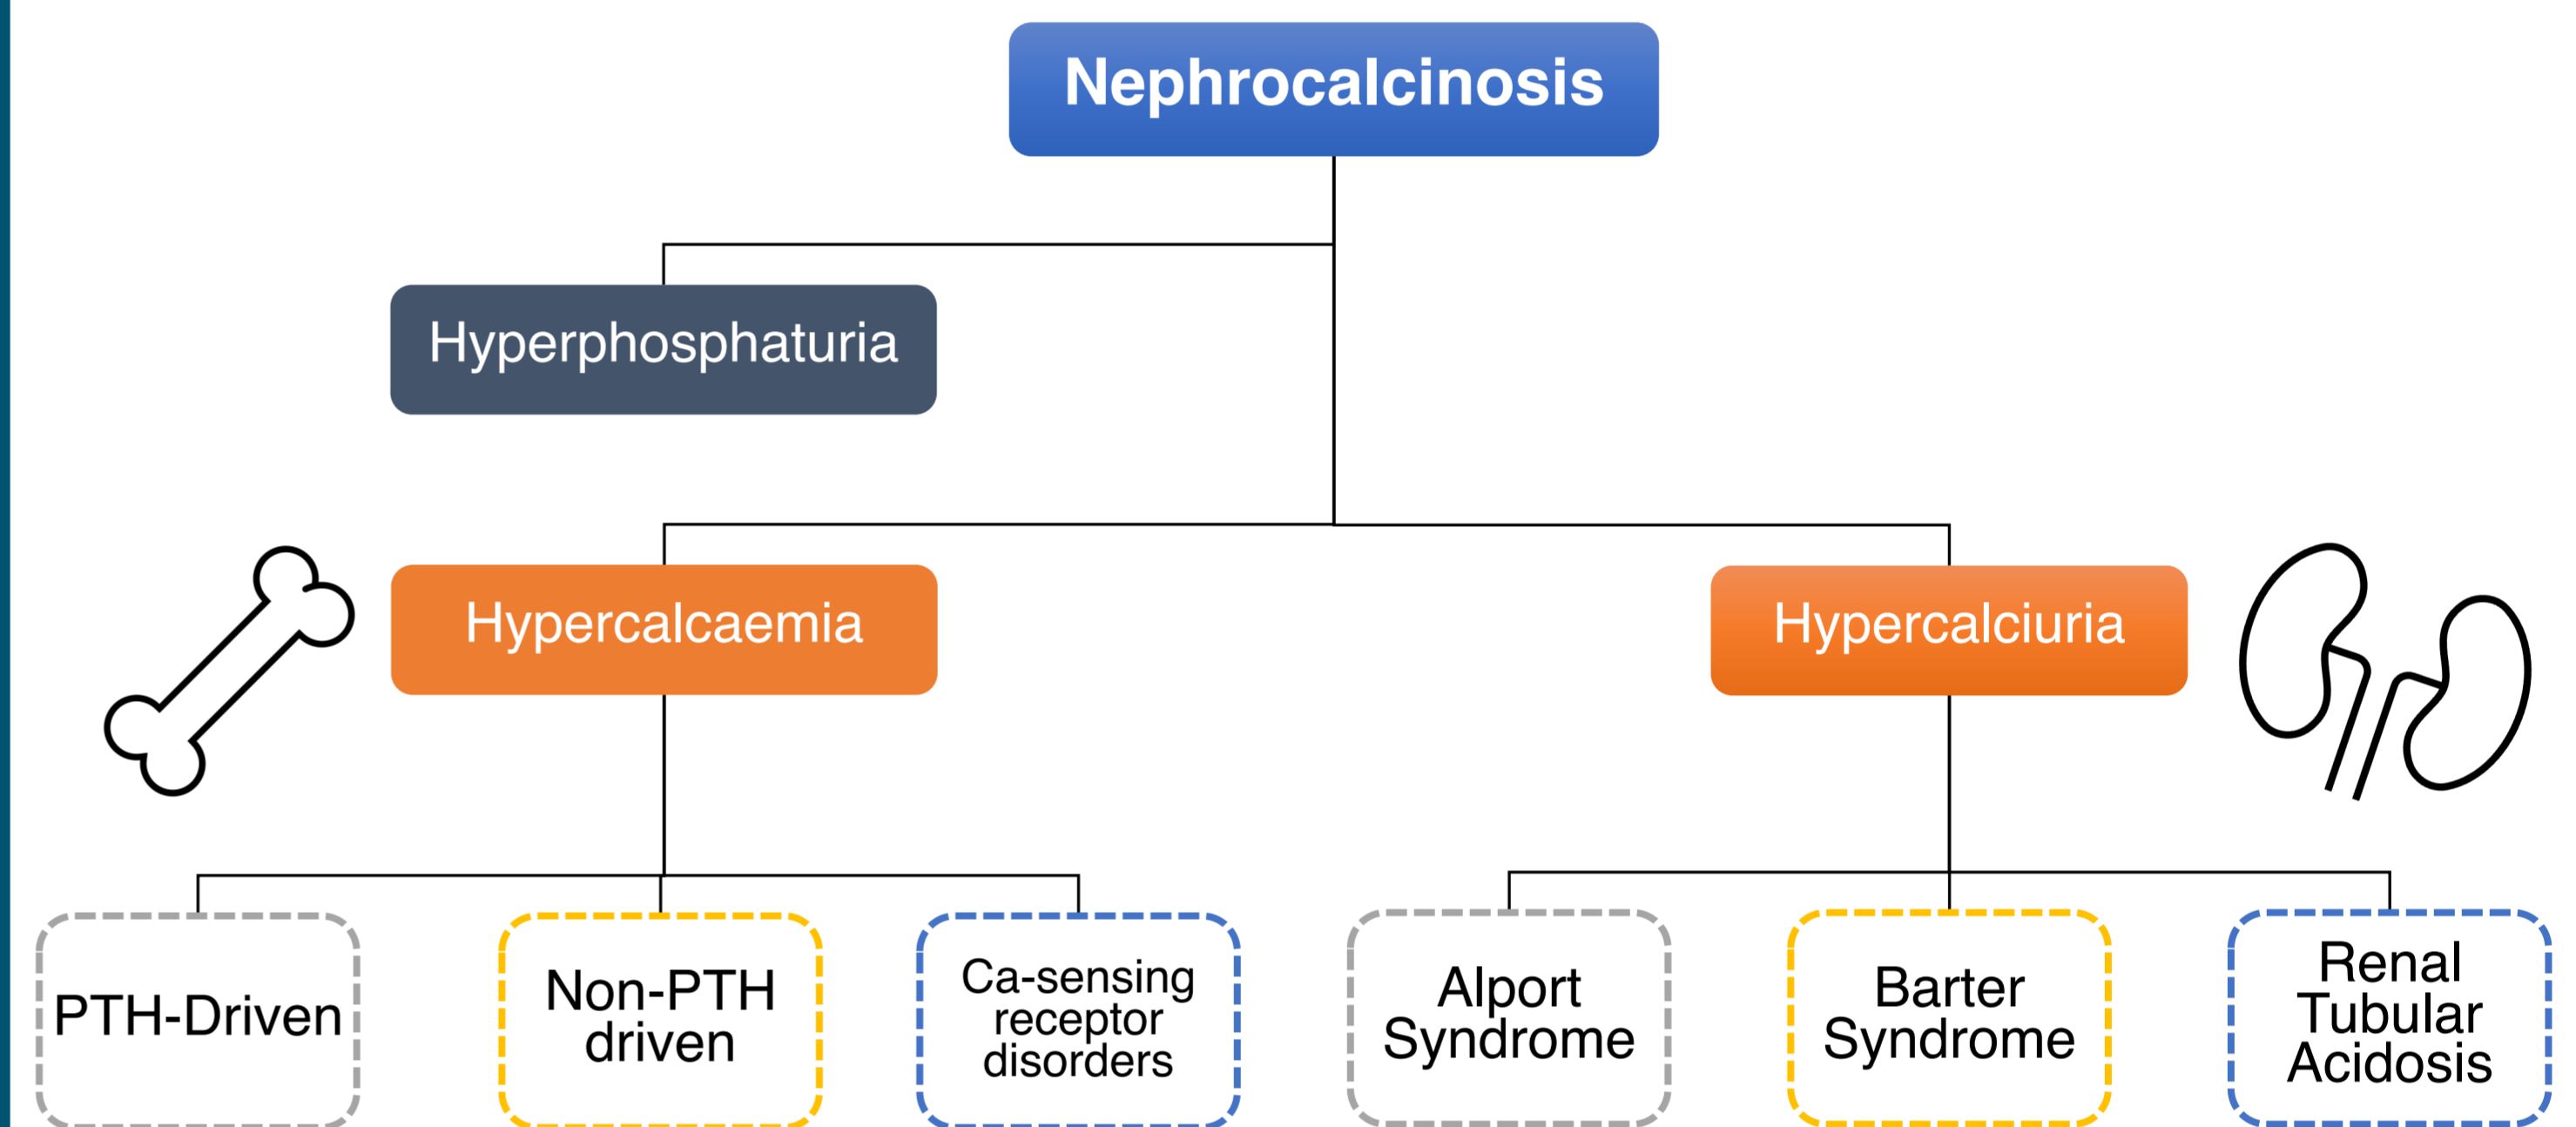 Nephrocalcinosis
Hyperphosphaturia
Hypercalcaemia
Hypercalciuria
PTH-Driven
Non-PTH
driven
Ca-sensing
receptor
disorders
Alport
Syndrome
Barter
Syndrome
Renal
Tubular
Acidosis